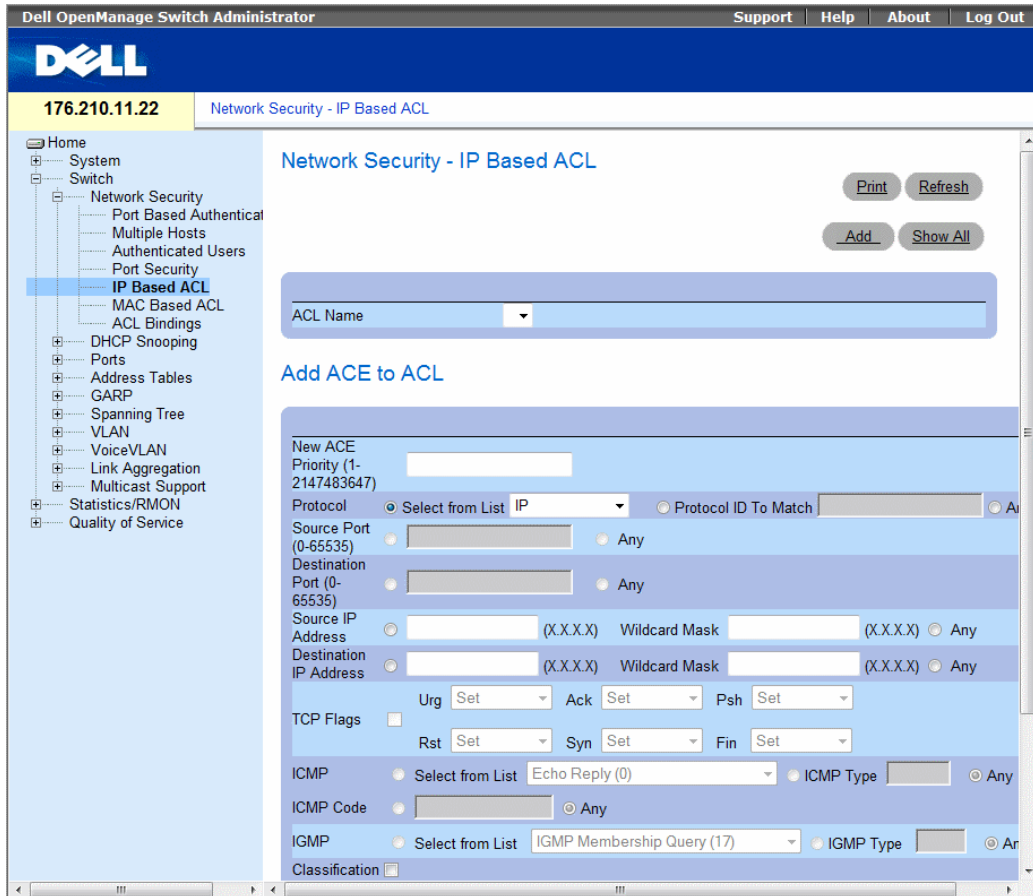 Dell OpenManage Switch Administrator
Support Help About Log Out
DELL
176.210.11.22
Network Security - IP Based ACL
Home
System
Switch
Network Security
Port Based Authenticat
Multiple Hosts
Authenticated Users
Port Security
IP Based ACL
MAC Based ACL
ACL Bindings
DHCP Snooping
Ports
Address Tables
GARP
Spanning Tree
VLAN
VoiceVLAN
Link Aggregation
Multicast Support
Statistics/RMON
Quality of Service
Network Security - IP Based ACL
Print Refresh
Add Show All
ACL Name
Add ACE to ACL
New ACE
Priority (1-
2147483647)
Protocol Select from List IP Protocol ID To Match Ar
Source Port
(0-65535) Any
Destination
Port (0-
65535) Any
Source IP
Address (X.X.X.X) Wildcard Mask (X.X.X.X) Any
Destination
IP Address (X.X.X.X) Wildcard Mask (X.X.X.X) Any
Urg Set Ack Set Psh Set
TCP Flags
Rst Set Syn Set Fin Set
ICMP Select from List Echo Reply (0) ICMP Type Any
ICMP Code Any
IGMP Select from List IGMP Membership Query (17) IGMP Type Ar
Classification